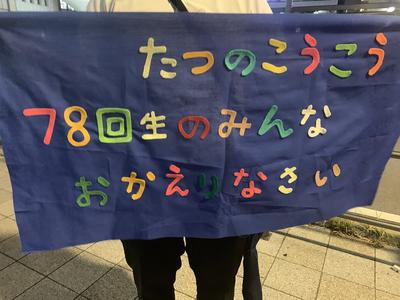 たつのこうこう
78回生のみんな
おかえりなさい